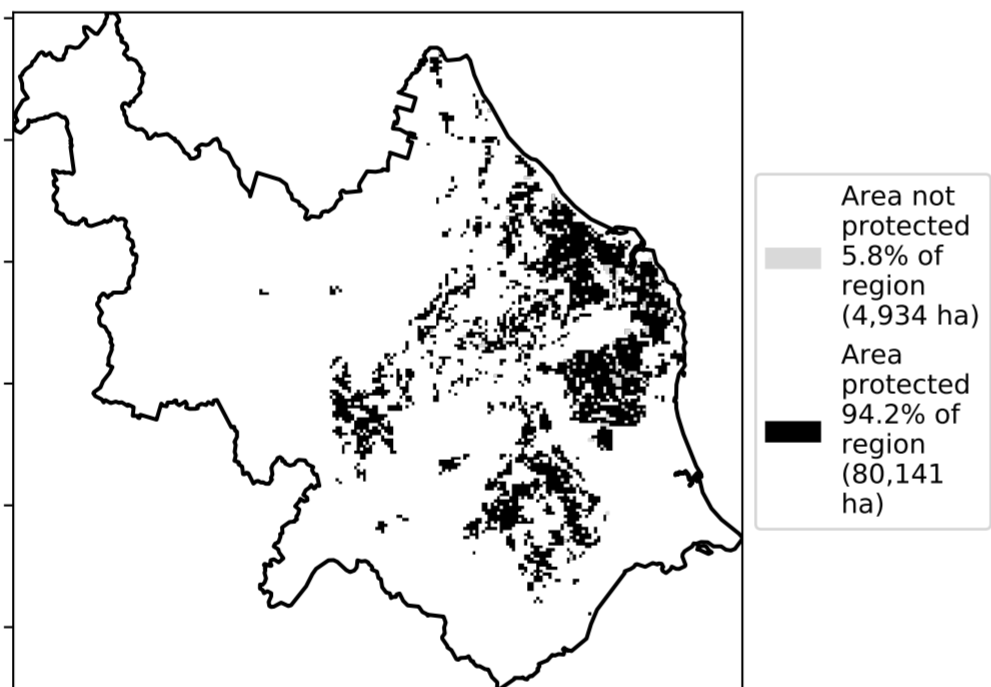 Area not
protected
5.8% of
region
(4,934 ha)
Area
protected
94.2% of
region
(80,141
ha)